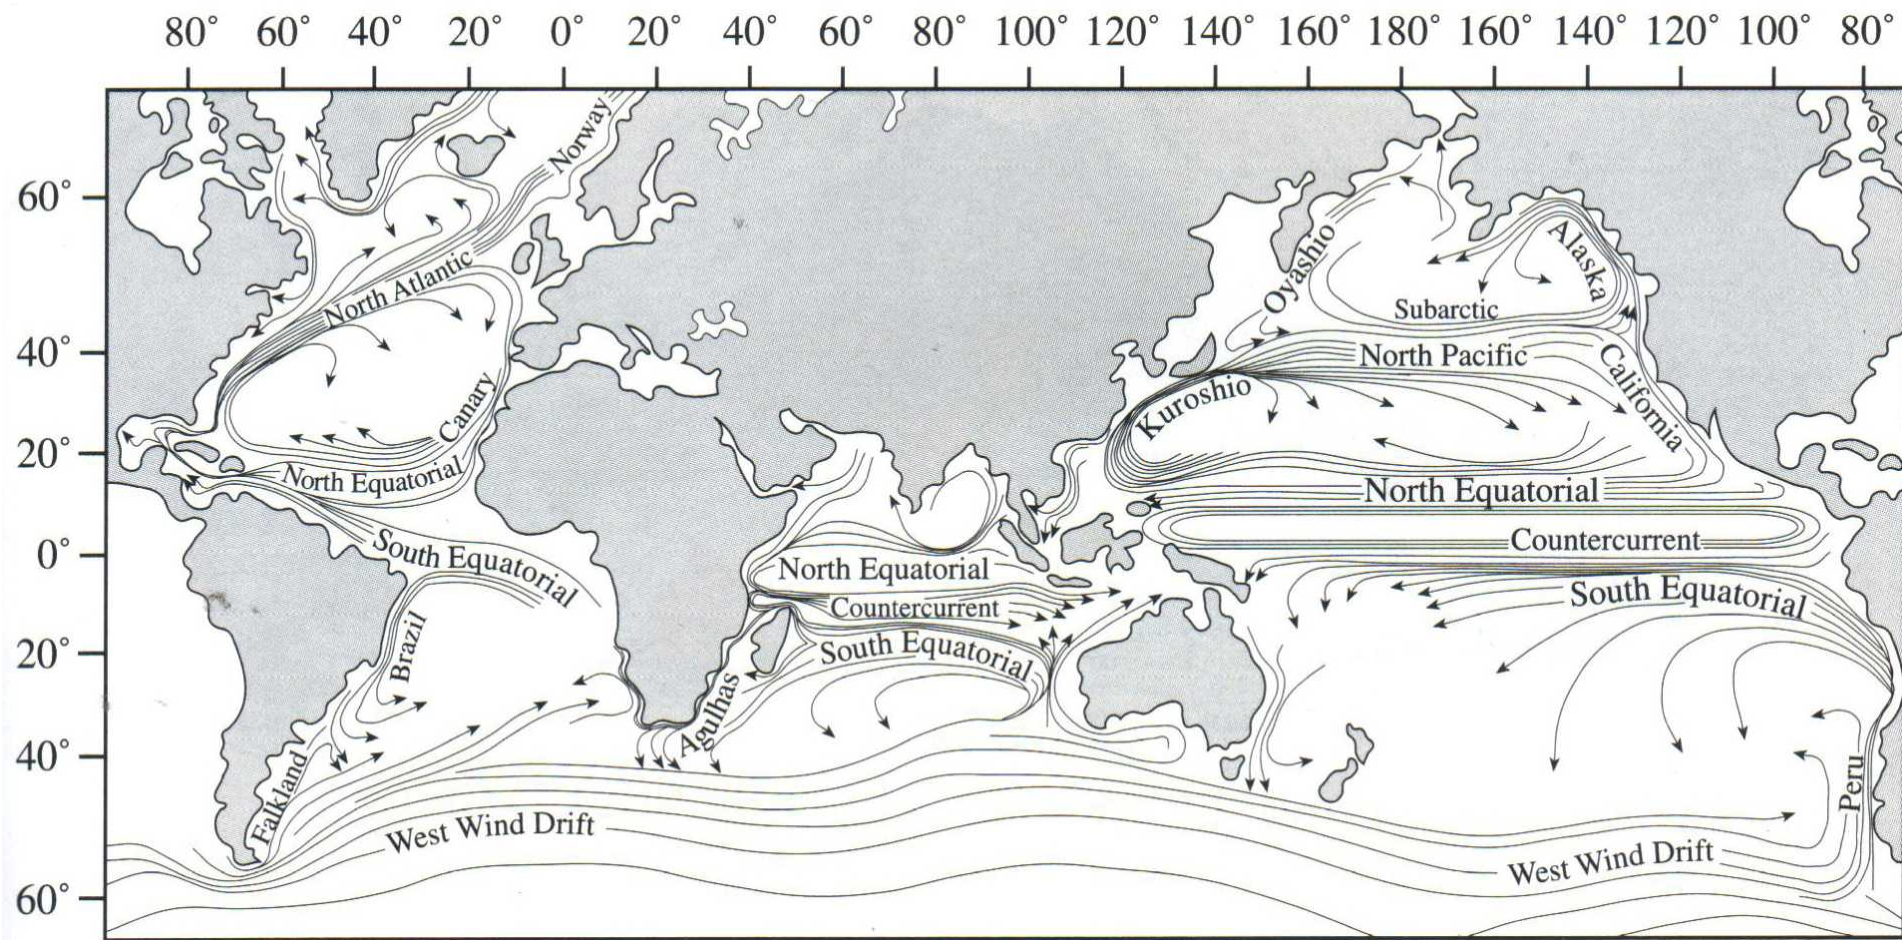 80° 60° 40° 20° 0° 20° 40° 60° 80° 100° 120° 140° 160° 180° 160° 140° 120° 100° 80°
60°
40°
20°
0°
20°
40°
60°
Norway
North Atlantic
Canary
North Equatorial
South Equatorial
Brazil
Falkland
West Wind Drift
Agulhas
North Equatorial
Countercurrent
South Equatorial
Oyashio
Alaska
Subarctic
North Pacific
Kuroshio
California
North Equatorial
Countercurrent
South Equatorial
Peru
West Wind Drift